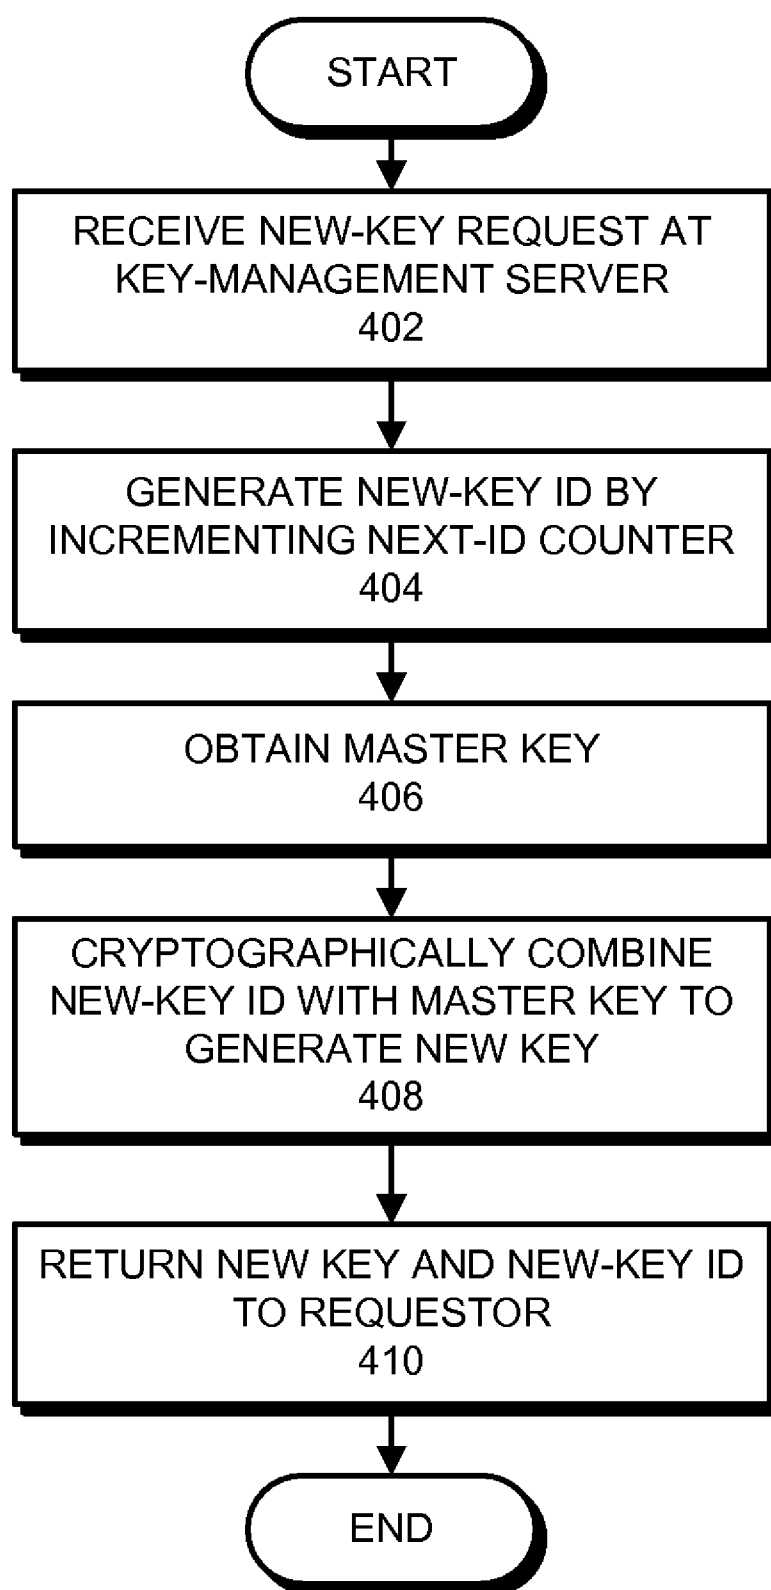 START
RECEIVE NEW-KEY REQUEST AT
KEY-MANAGEMENT SERVER
402
GENERATE NEW-KEY ID BY
INCREMENTING NEXT-ID COUNTER
404
OBTAIN MASTER KEY
406
CRYPTOGRAPHICALLY COMBINE
NEW-KEY ID WITH MASTER KEY TO
GENERATE NEW KEY
408
RETURN NEW KEY AND NEW-KEY ID
TO REQUESTOR
410
END